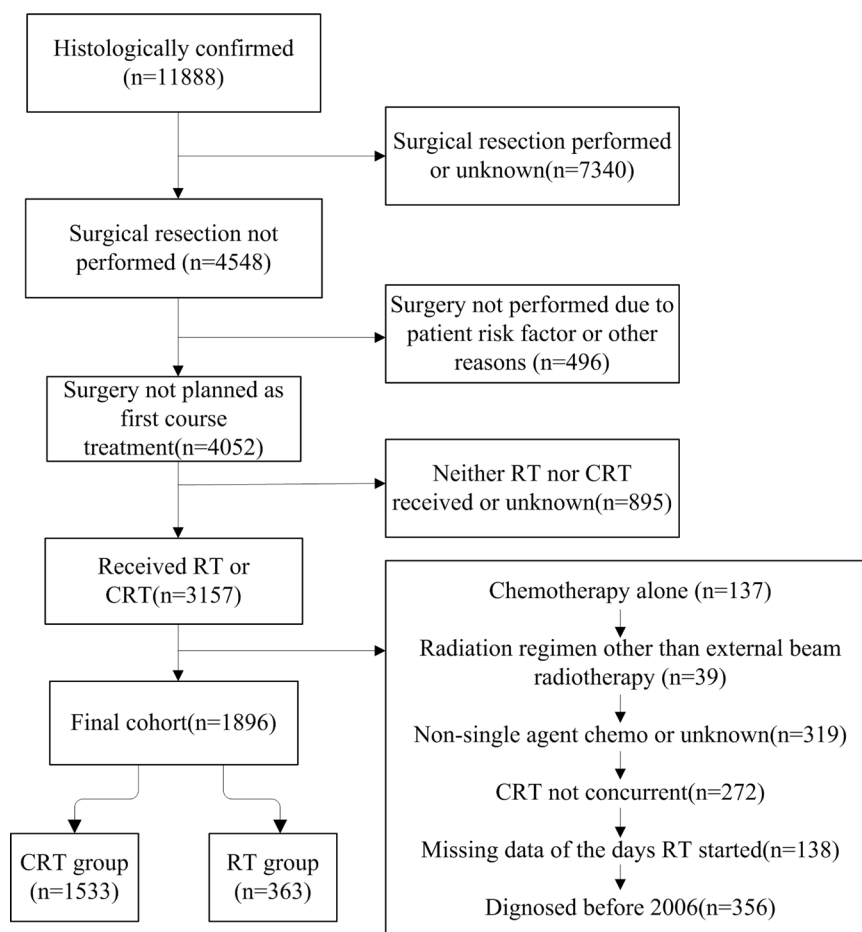 Histologically confirmed
(n=11888)
Surgical resection performed
or unknown(n=7340)
Surgical resection not
performed (n=4548)
Surgery not performed due to
patient risk factor or other
reasons (n=496)
Surgery not planned as
first course
treatment(n=4052)
Neither RT nor CRT
received or unknown(n=895)
Received RT or
CRT(n=3157)
Chemotherapy alone (n=137)
Radiation regimen other than external beam
radiotherapy (n=39)
Non-single agent chemo or unknown(n=319)
CRT not concurrent(n=272)
Missing data of the days RT started(n=138)
Dignosed before 2006(n=356)
Final cohort(n=1896)
CRT group
(n=1533)
RT group
(n=363)